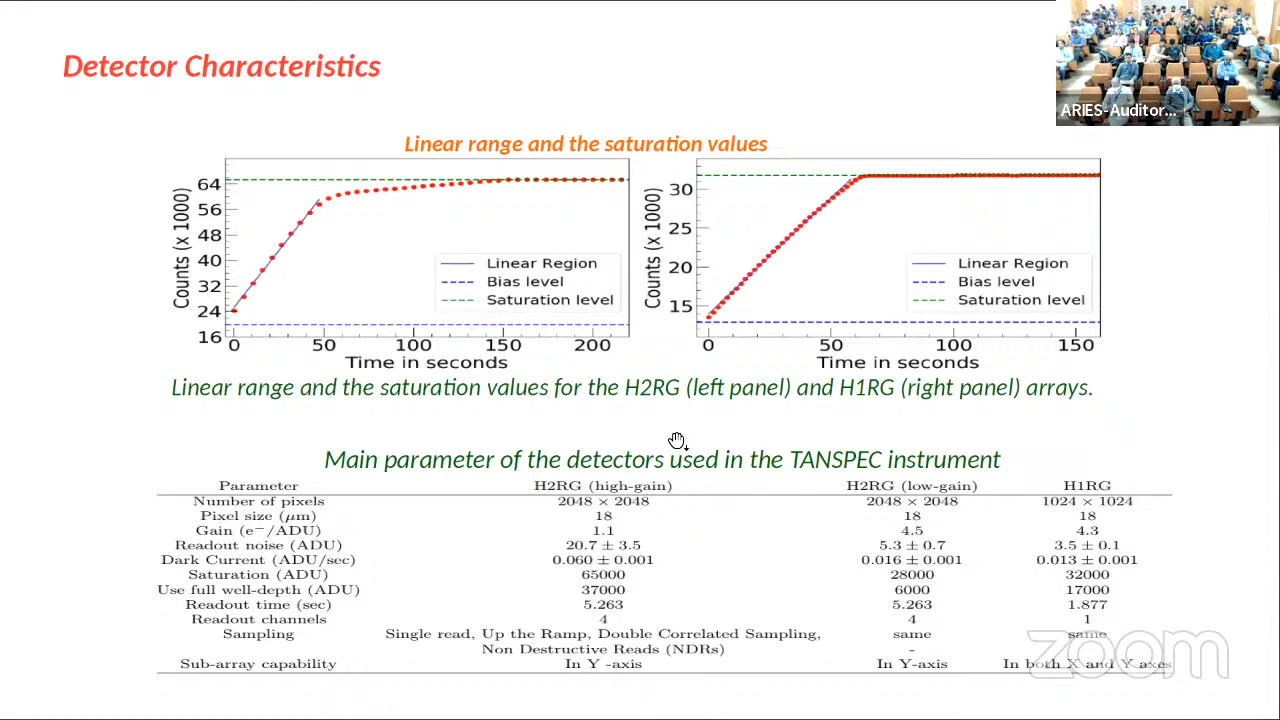 Detector Characteristics
ARIES-Auditor...
Linear range and the saturation values
64
56
48
40
32
24
16
Counts (x 1000)
Linear Region
Bias level
Saturation level
0 50 100 150 200
Time in seconds
30
25
20
15
Counts (x 1000)
Linear Region
Bias level
Saturation level
0 50 100 150
Time in seconds
Linear range and the saturation values for the H2RG (left panel) and H1RG (right panel) arrays.
Main parameter of the detectors used in the TANSPEC instrument
Parameter H2RG (high-gain) H2RG (low-gain) H1RG
Number of pixels 2048 × 2048 2048 × 2048 1024 × 1024
Pixel size (μm) 18 18 18
Gain (e⁻/ADU) 1.1 4.5 4.3
Readout noise (ADU) 20.7 ± 3.5 5.3 ± 0.7 3.5 ± 0.1
Dark Current (ADU/sec) 0.060 ± 0.001 0.016 ± 0.001 0.013 ± 0.001
Saturation (ADU) 65000 28000 32000
Use full well-depth (ADU) 37000 6000 17000
Readout time (sec) 5.263 5.263 1.877
Readout channels 4 4 1
Sampling Single read, Up the Ramp, Double Correlated Sampling, same same
Non Destructive Reads (NDRs) -
Sub-array capability In Y -axis In Y-axis In both X and Y axes
zoom